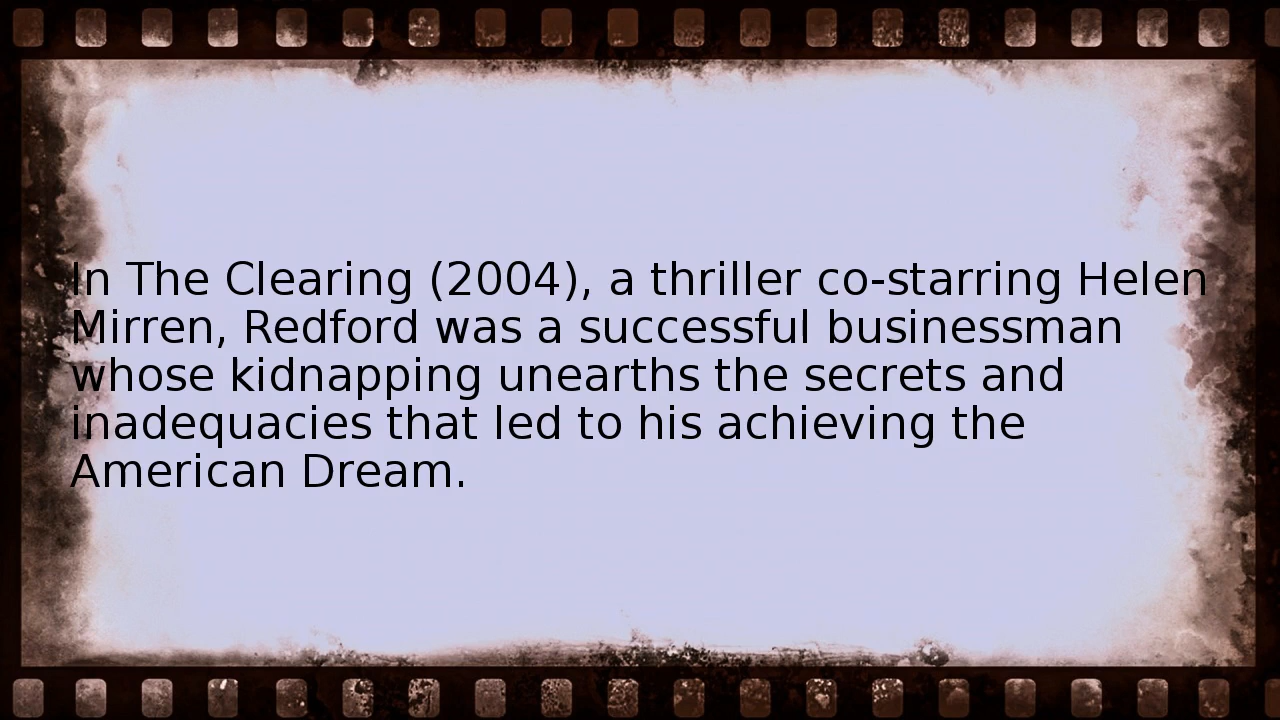 In The Clearing (2004), a thriller co-starring Helen
Mirren, Redford was a successful businessman
whose kidnapping unearths the secrets and
inadequacies that led to his achieving the
American Dream.